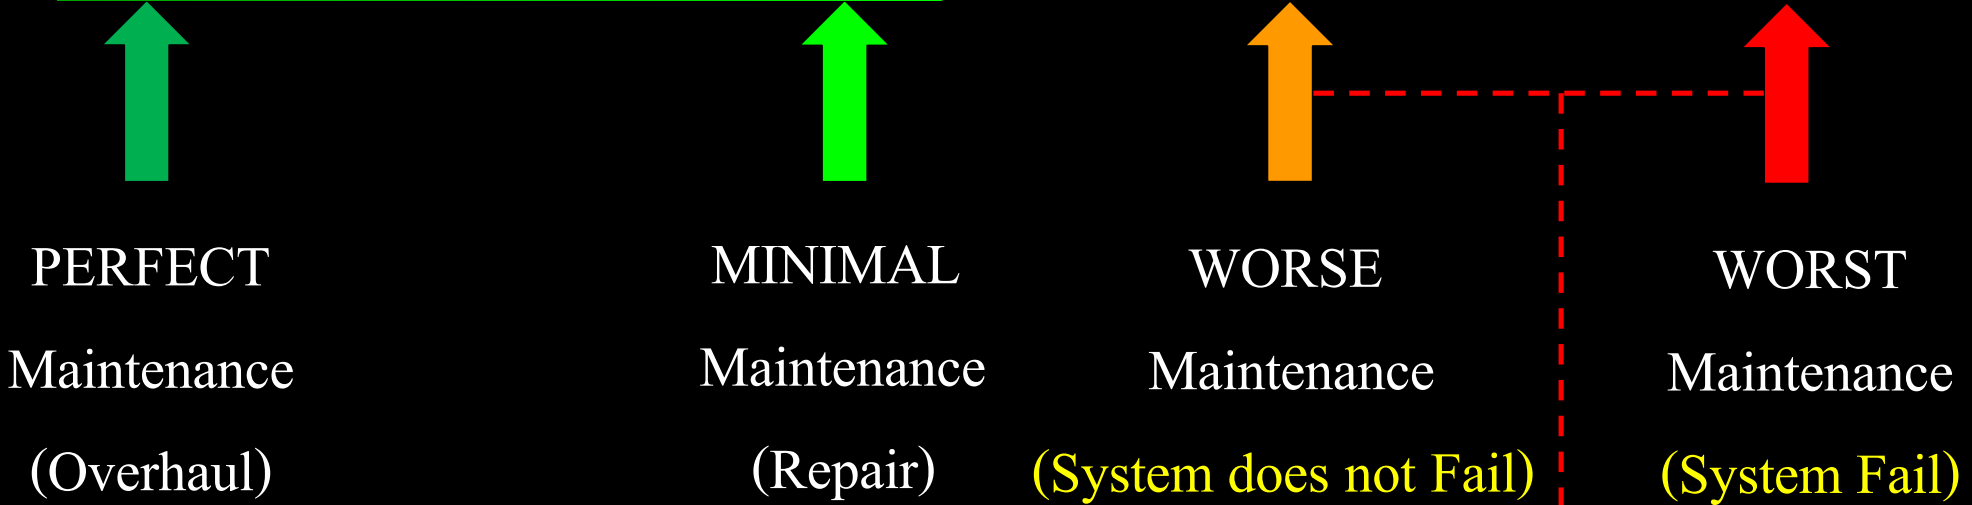 PERFECT
Maintenance
(Overhaul)
MINIMAL
Maintenance
(Repair)
WORSE
Maintenance
(System does not Fail)
WORST
Maintenance
(System Fail)